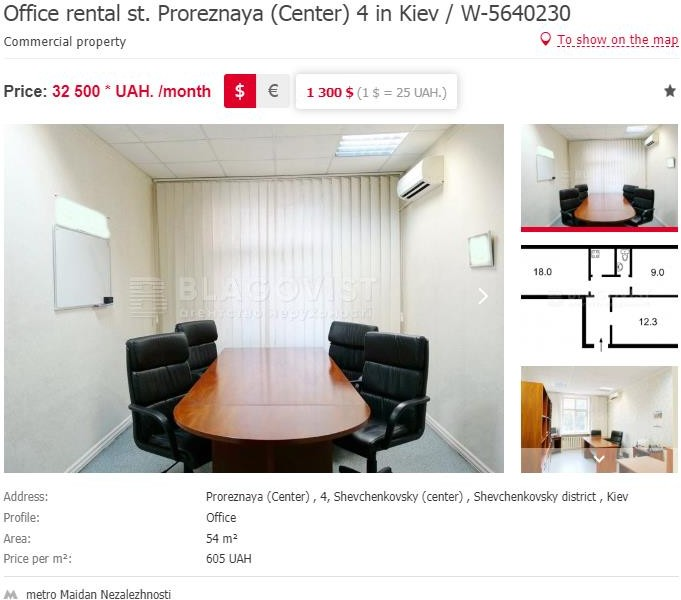 Office rental st. Proreznaya (Center) 4 in Kiev / W-5640230
Commercial property
To show on the map
Price: 32 500 * UAH. /month $ € 1 300 $ (1 $ = 25 UAH.)
BLAGOVIST
агентство нерухомості
18.0
9.0
12.3
Address: Proreznaya (Center) , 4, Shevchenkovsky (center) , Shevchenkovsky district , Kiev
Profile: Office
Area: 54 m²
Price per m²: 605 UAH
metro Maidan Nezalezhnosti